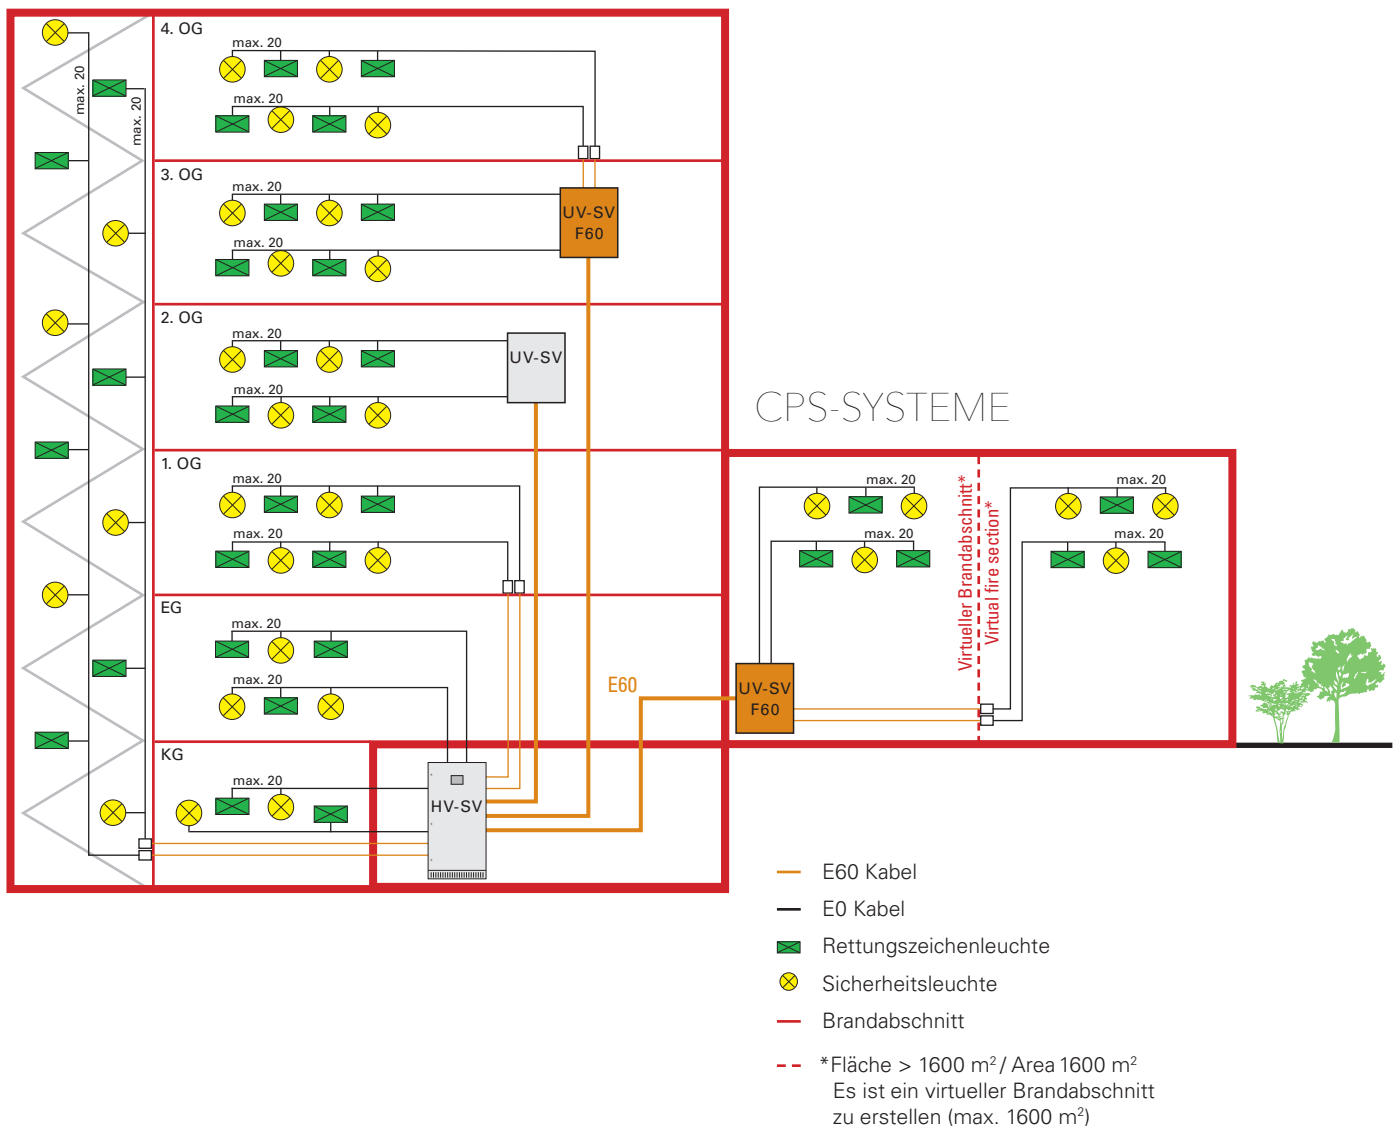 max. 20
max. 20
4. OG
max. 20
max. 20
3. OG
max. 20
max. 20
UV-SV
F60
2. OG
max. 20
max. 20
UV-SV
CPS-SYSTEME
1. OG
max. 20
max. 20
max. 20
max. 20
Virtueller Brandabschnitt*
Virtual fire section*
max. 20
max. 20
EG
max. 20
max. 20
E60
UV-SV
F60
KG
max. 20
HV-SV
E60 Kabel
E0 Kabel
Rettungszeichenleuchte
Sicherheitsleuchte
Brandabschnitt
*Fläche > 1600 m² / Area 1600 m²
Es ist ein virtueller Brandabschnitt
zu erstellen (max. 1600 m²)